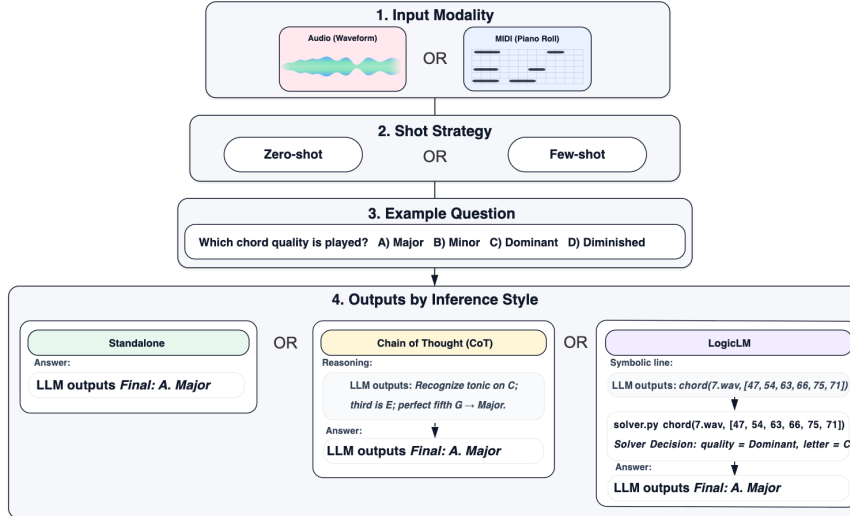 1. Input Modality
Audio (Waveform)
OR
MIDI (Piano Roll)
2. Shot Strategy
Zero-shot
OR
Few-shot
3. Example Question
Which chord quality is played? A) Major B) Minor C) Dominant D) Diminished
4. Outputs by Inference Style
Standalone
Answer:
LLM outputs Final: A. Major
OR
Chain of Thought (CoT)
Reasoning:
LLM outputs: Recognize tonic on C;
third is E; perfect fifth G → Major.
Answer:
LLM outputs Final: A. Major
OR
LogicLM
Symbolic line:
LLM outputs: chord(7.wav, [47, 54, 63, 66, 75, 71])
solver.py chord(7.wav, [47, 54, 63, 66, 75, 71])
Solver Decision: quality = Dominant, letter = C
Answer:
LLM outputs Final: A. Major